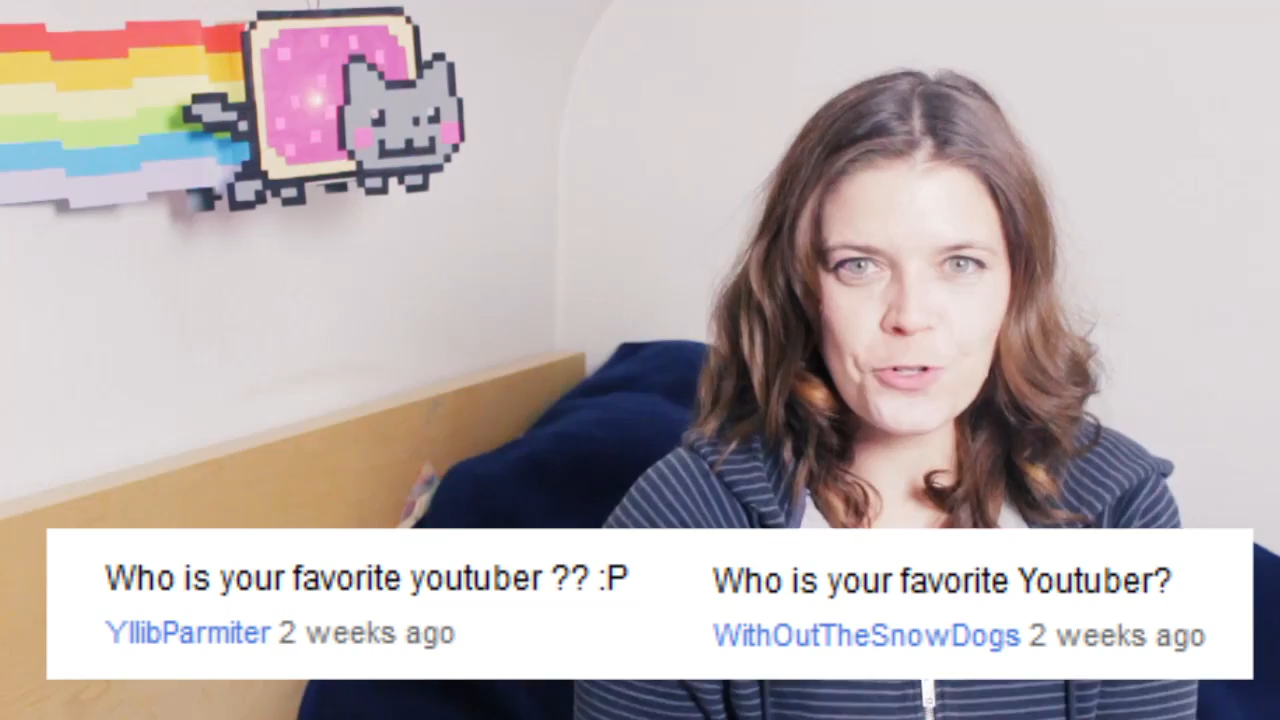 Who is your favorite youtuber ?? :P
YllibParmiter 2 weeks ago
Who is your favorite Youtuber?
WithOutTheSnowDogs 2 weeks ago